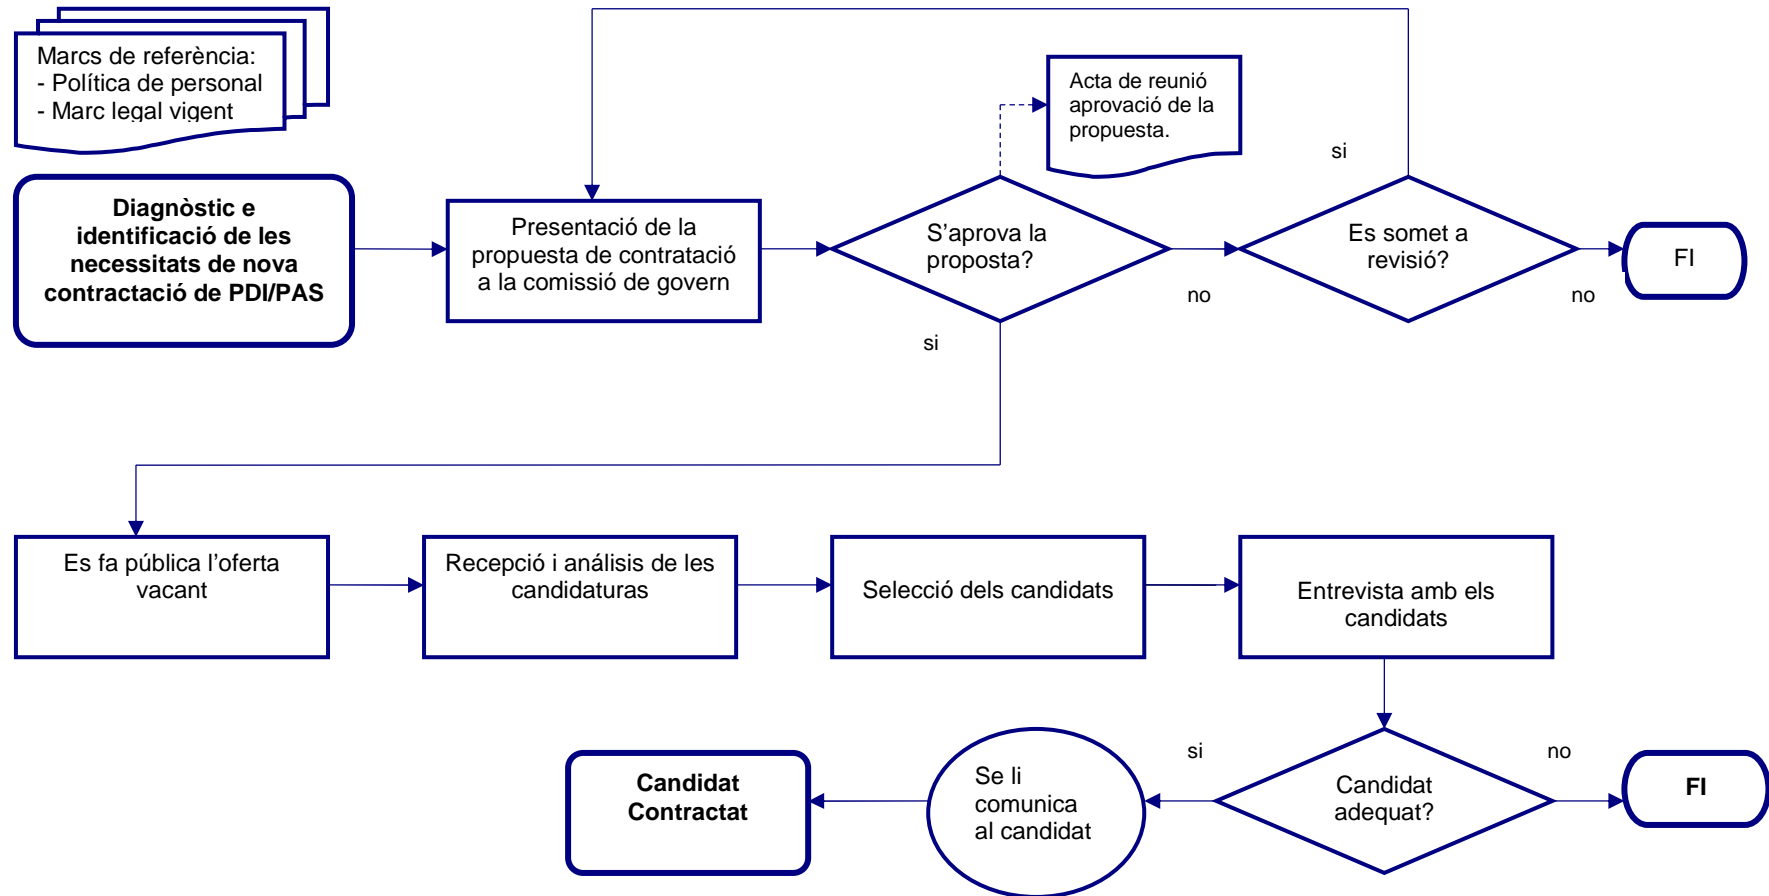 Marcs de referència:
- Política de personal
- Marc legal vigent
Acta de reunió
aprovació de la
propuesta.
si
Diagnòstic e
identificació de les
necessitats de nova
contractació de PDI/PAS
Presentació de la
propuesta de contratació
a la comissió de govern
S’aprova la
proposta?
no
si
Es somet a
revisió?
no
FI
Es fa pública l’oferta
vacant
Recepció i análisis de les
candidaturas
Selecció dels candidats
Entrevista amb els
candidats
Candidat
Contractat
Se li
comunica
al candidat
si
Candidat
adequat?
no
FI